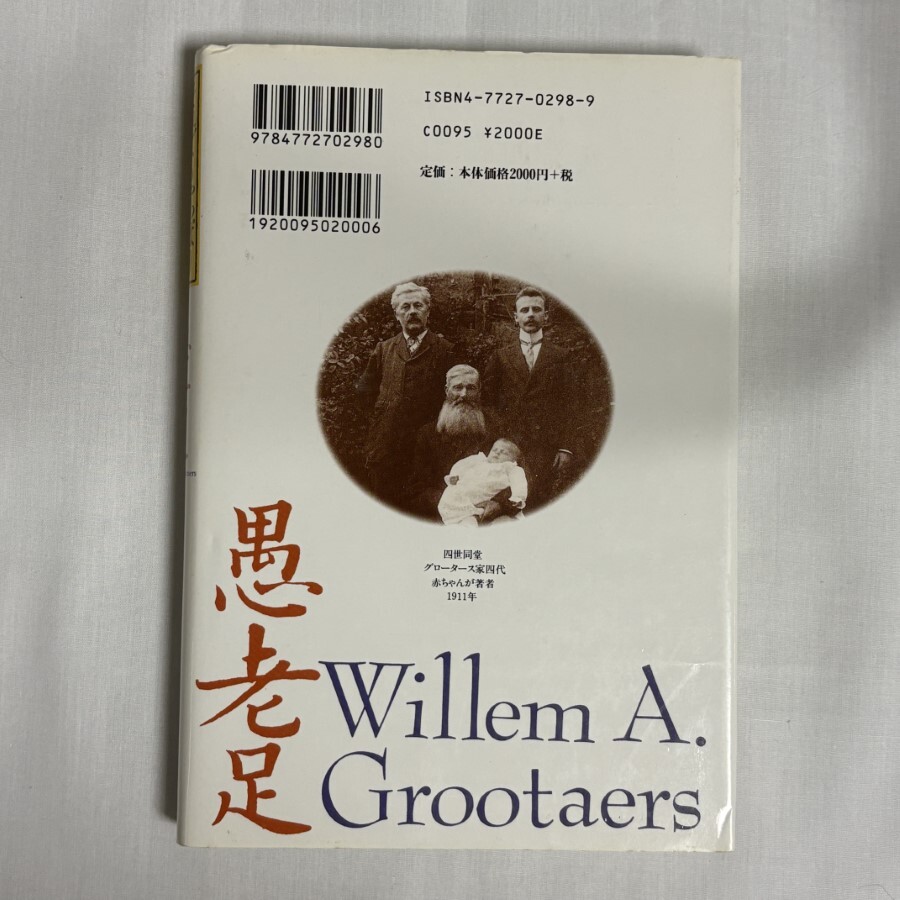 ISBN4-7727-0298-9
9784772702980
C0095 ¥2000E
定価：本体価格2000円+税
1920095020006
四世同堂
グロータース家四代
赤ちゃんが著者
1911年
愚老足
Willem A.
Grootaers